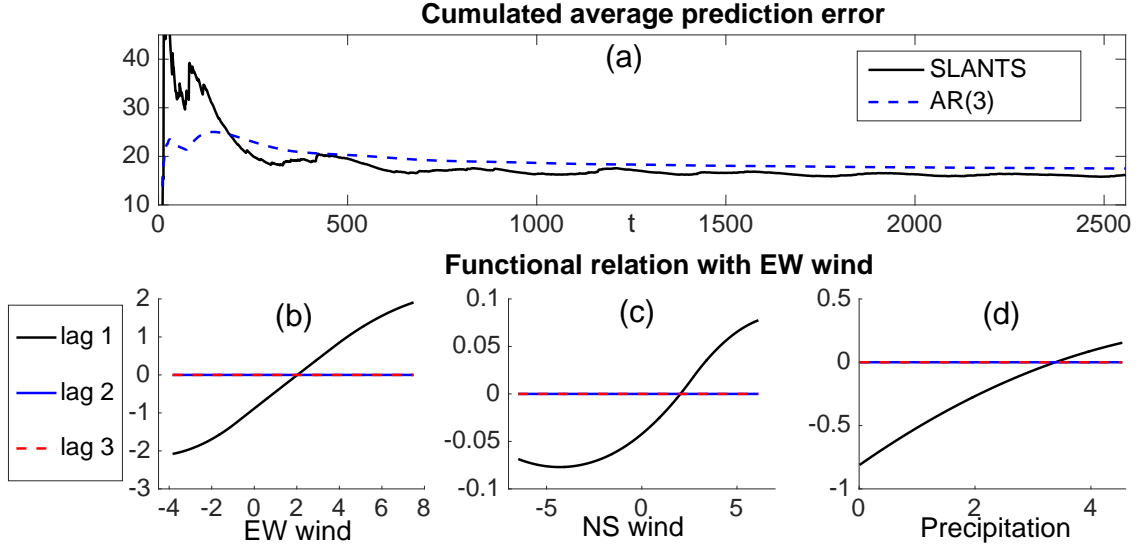 Cumulated average prediction error
(a)
SLANTS
AR(3)
40
30
20
10
0
500
1000
t
1500
2000
2500
Functional relation with EW wind
lag 1
lag 2
lag 3
(b)
2
1
0
-1
-2
-3
-4
-2
0
2
4
6
8
EW wind
(c)
0.1
0.05
0
-0.05
-0.1
-5
0
5
NS wind
(d)
0.5
0
-0.5
-1
0
2
4
Precipitation